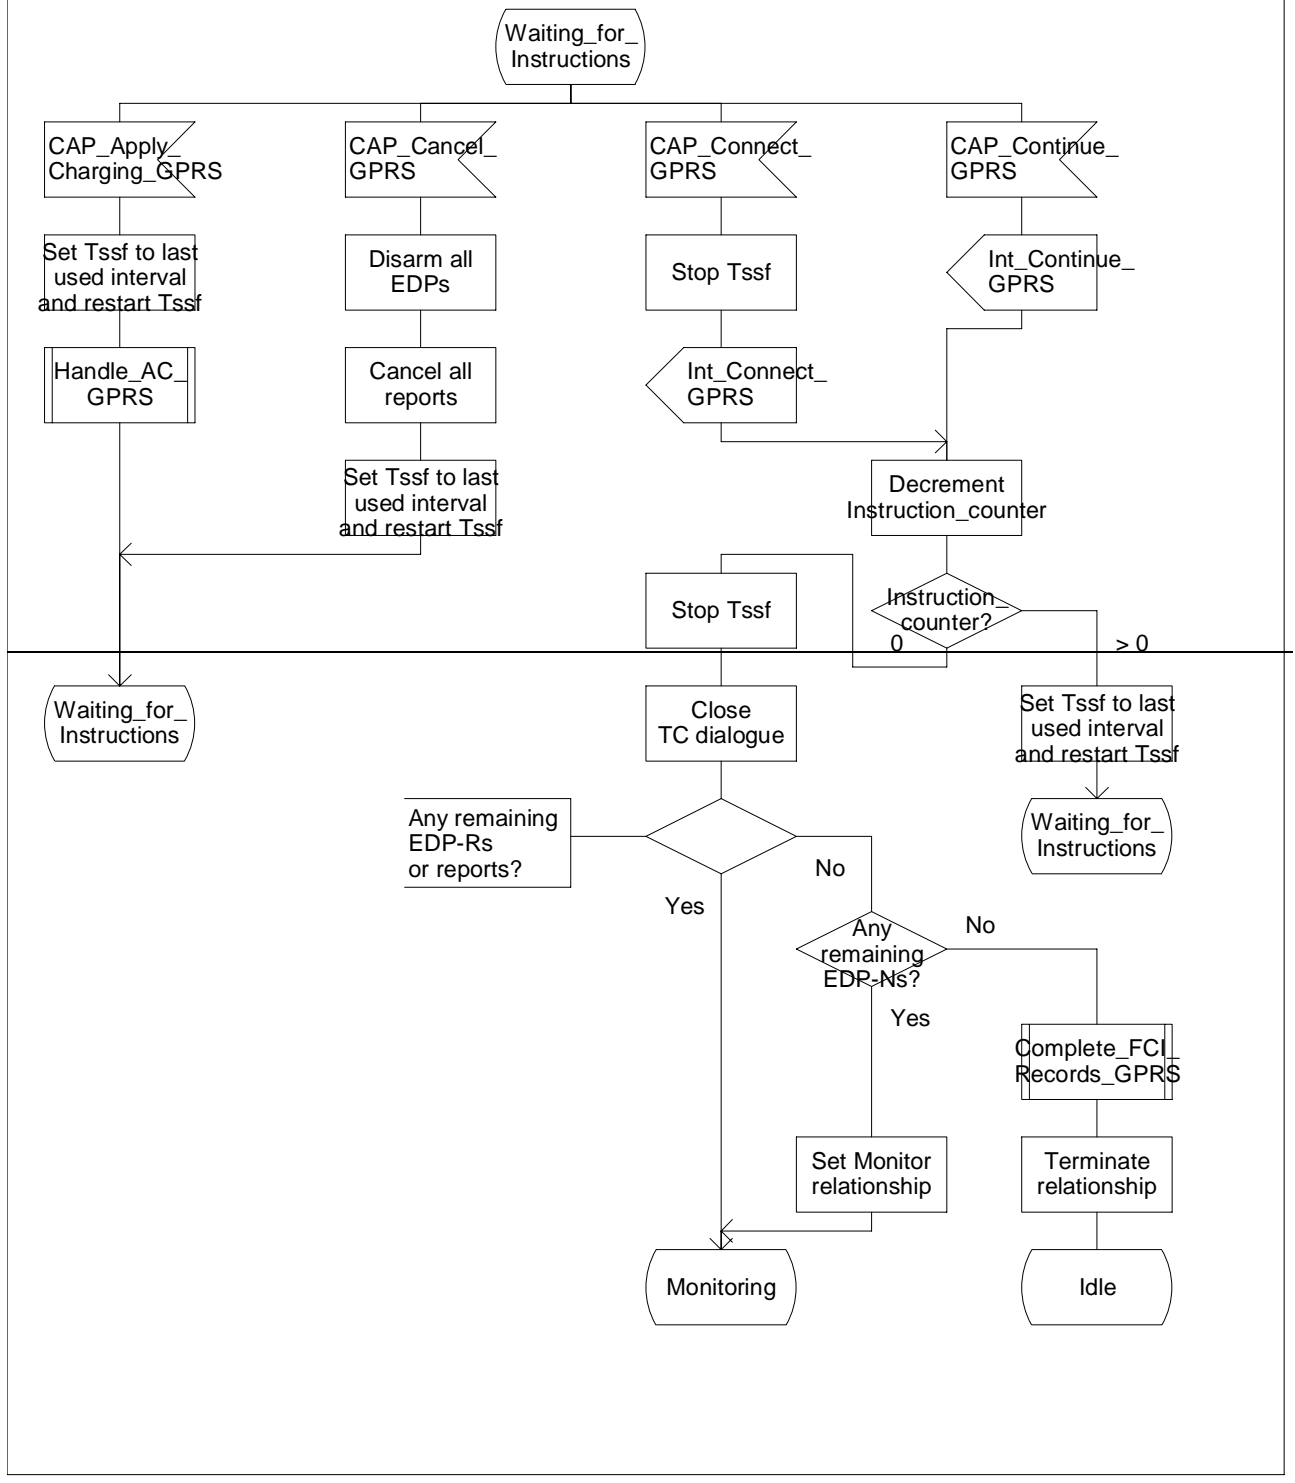 Waiting_for_
Instructions
CAP_Apply_
Charging_GPRS
CAP_Cancel_
GPRS
CAP_Connect_
GPRS
CAP_Continue_
GPRS
Set Tssf to last
used interval
and restart Tssf
Disarm all
EDPs
Stop Tssf
Int_Continue_
GPRS
Handle_AC_
GPRS
Cancel all
reports
Int_Connect_
GPRS
Set Tssf to last
used interval
and restart Tssf
Decrement
Instruction_counter
Stop Tssf
Instruction_
counter?
0
> 0
Waiting_for_
Instructions
Close
TC dialogue
Set Tssf to last
used interval
and restart Tssf
Any remaining
EDP-Rs
or reports?
Waiting_for_
Instructions
No
Yes
Any
remaining
EDP-Ns?
No
Yes
Complete_FCI_
Records_GPRS
Set Monitor
relationship
Terminate
relationship
Monitoring
Idle